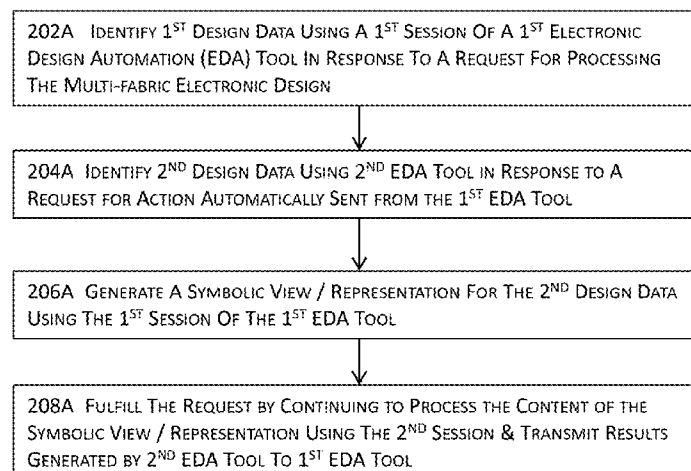 202A IDENTIFY 1ST DESIGN DATA USING A 1ST SESSION OF A 1ST ELECTRONIC
DESIGN AUTOMATION (EDA) TOOL IN RESPONSE TO A REQUEST FOR PROCESSING
THE MULTI-FABRIC ELECTRONIC DESIGN
204A IDENTIFY 2ND DESIGN DATA USING 2ND EDA TOOL IN RESPONSE TO A
REQUEST FOR ACTION AUTOMATICALLY SENT FROM THE 1ST EDA TOOL
206A GENERATE A SYMBOLIC VIEW / REPRESENTATION FOR THE 2ND DESIGN DATA
USING THE 1ST SESSION OF THE 1ST EDA TOOL
208A FULFILL THE REQUEST BY CONTINUING TO PROCESS THE CONTENT OF THE
SYMBOLIC VIEW / REPRESENTATION USING THE 2ND SESSION & TRANSMIT RESULTS
GENERATED BY 2ND EDA TOOL TO 1ST EDA TOOL